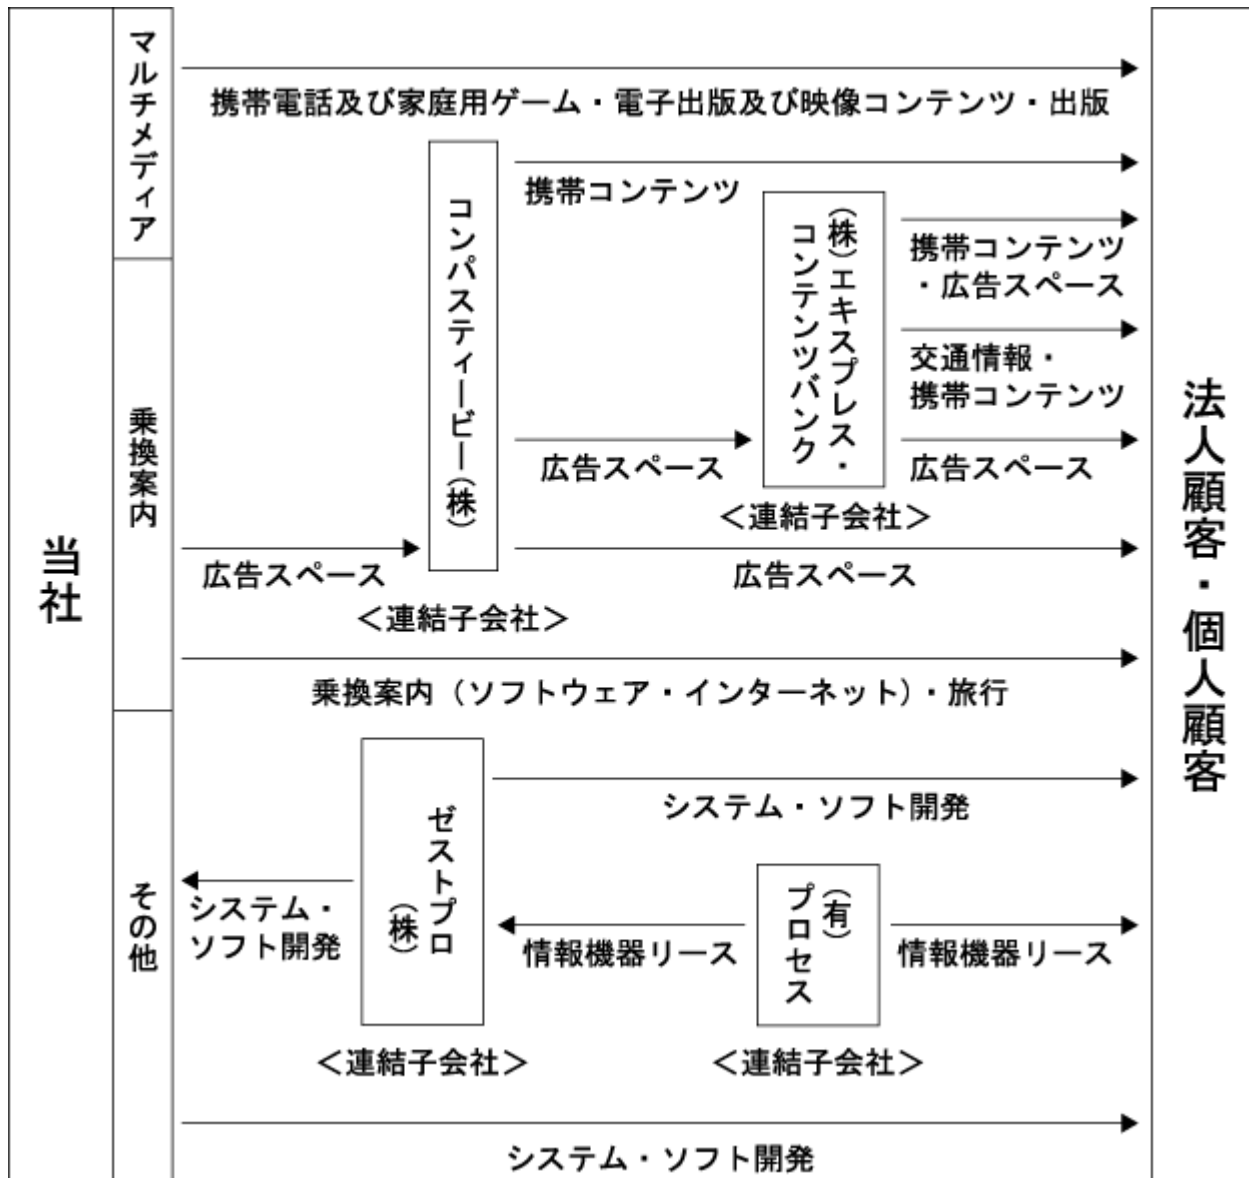 当社
マルチメディア
乗換案内
その他
携帯電話及び家庭用ゲーム・電子出版及び映像コンテンツ・出版
コンパスティービー(株)
<連結子会社>
携帯コンテンツ
(株)エキスプレス・
コンテンツバンク
<連結子会社>
携帯コンテンツ
・広告スペース
交通情報・
携帯コンテンツ
広告スペース
広告スペース
広告スペース
広告スペース
乗換案内(ソフトウェア・インターネット)・旅行
ゼストプロ
(株)
<連結子会社>
システム・ソフト開発
システム・
ソフト開発
情報機器リース
(有)
プロセス
<連結子会社>
情報機器リース
システム・ソフト開発
法人顧客・個人顧客